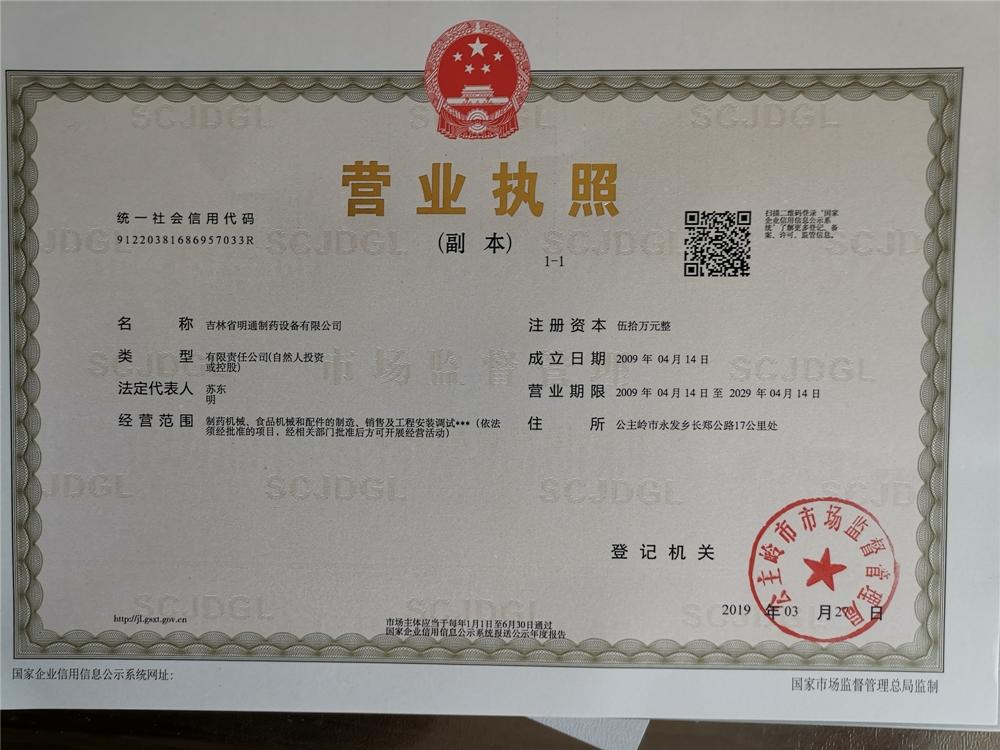 营业执照
(副 本)
1-1
统一社会信用代码
91220381686957033R
扫描二维码登录"国家
企业信用信息公示系
统"了解更多登记、备
案、许可、监管信息。
名 称 吉林省明通制药设备有限公司
类 型 有限责任公司(自然人投资
或控股)
法定代表人 苏东
明
经营范围 制药机械、食品机械和配件的制造、销售及工程安装调试***（依法
须经批准的项目，经相关部门批准后方可开展经营活动）
注册资本 伍拾万元整
成立日期 2009 年 04 月 14 日
营业期限 2009 年 04 月 14 日 至 2029 年 04 月 14 日
住 所 公主岭市永发乡长郑公路17公里处
登记机关
公主岭市市场监督管理局
2019 年 03 月 日
http://jl.gsxt.gov.cn
市场主体应当于每年1月1日至6月30日通过
国家企业信用信息公示系统报送公示年度报告
国家企业信用信息公示系统网址:
国家市场监督管理总局监制
SCJDGL
市场监督管理